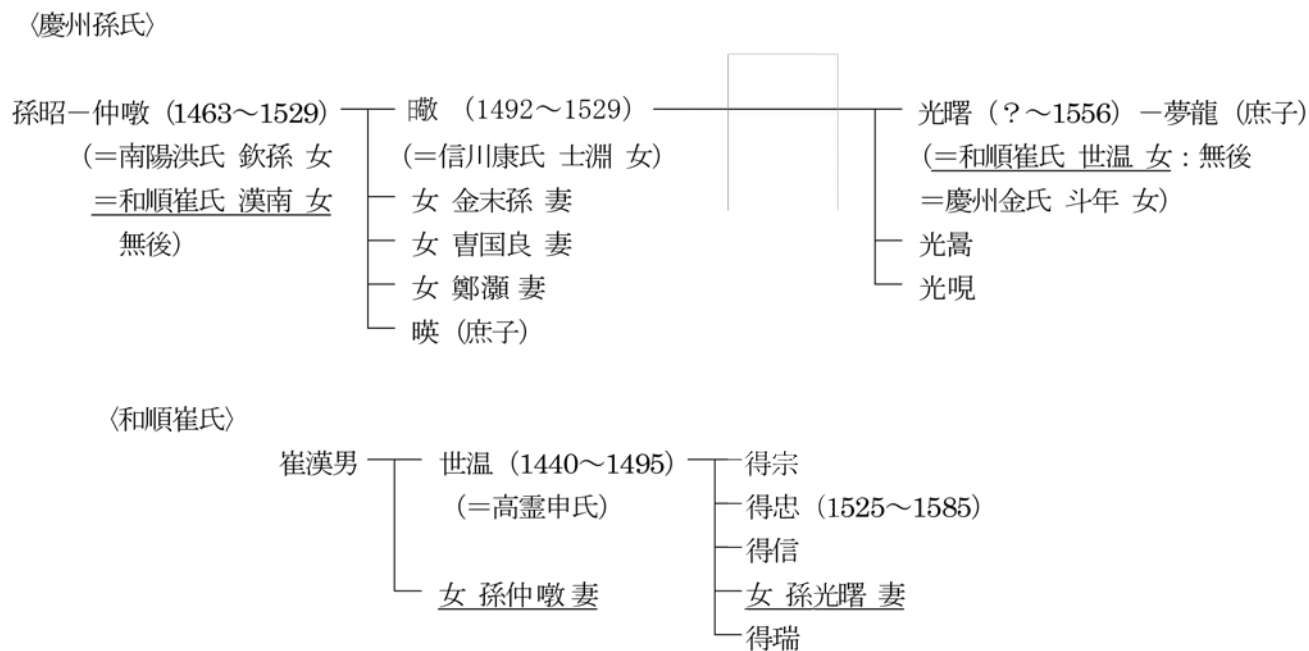 〈慶州孫氏〉
孫昭－仲暾 (1463～1529) 暾 (1492～1529) 光曙 (？～1556) －夢龍 (庶子)
(＝南陽洪氏 欽孫 女 (＝信川康氏 士淵 女) (＝和順崔氏 世温 女：無後
＝和順崔氏 漢南 女 女 金末孫 妻 ＝慶州金氏 斗年 女)
無後) 女 曺国良 妻 光暠
女 鄭灝 妻 光晛
暎 (庶子)
〈和順崔氏〉
崔漢男 世温 (1440～1495) 得宗
(＝高霊申氏) 得忠 (1525～1585)
得信
女 孫仲暾 妻 女 孫光曙 妻
得瑞